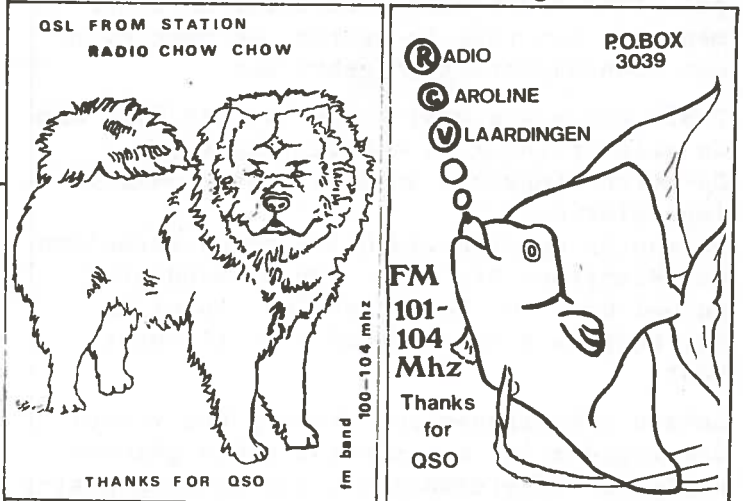 QSL FROM STATION
RADIO CHOW CHOW
fm band 100-104 mhz
THANKS FOR QSO
RADIO
CAROLINE
VLAARDINGEN
P.O.BOX
3039
FM
101-
104
Mhz
Thanks
for
QSO